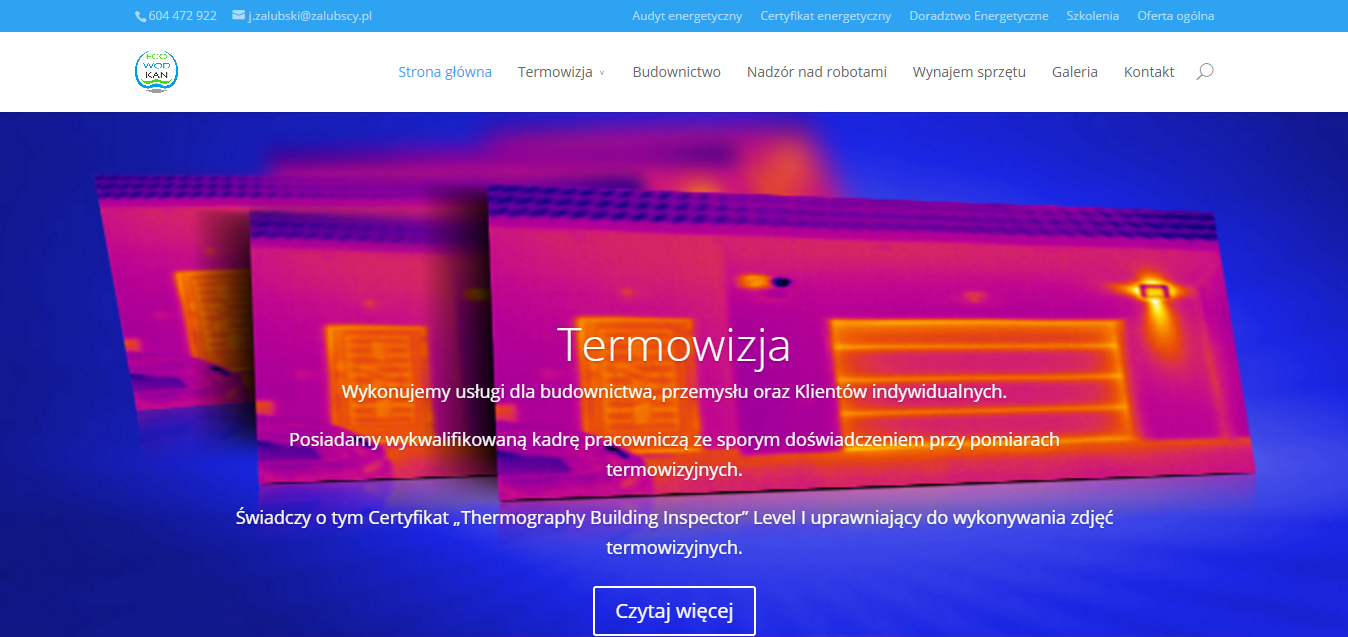 604 472 922 j.zalubski@zalubscy.pl Audyt energetyczny Certyfikat energetyczny Doradztwo Energetyczne Szkolenia Oferta ogólna
ECO
WOD
KAN
Strona główna Termowizja Budownictwo Nadzór nad robotami Wynajem sprzętu Galeria Kontakt
Termowizja
Wykonujemy usługi dla budownictwa, przemysłu oraz Klientów indywidualnych.
Posiadamy wykwalifikowaną kadrę pracowniczą ze sporym doświadczeniem przy pomiarach
termowizyjnych.
Świadczy o tym Certyfikat „Thermography Building Inspector” Level I uprawniający do wykonywania zdjęć
termowizyjnych.
Czytaj więcej